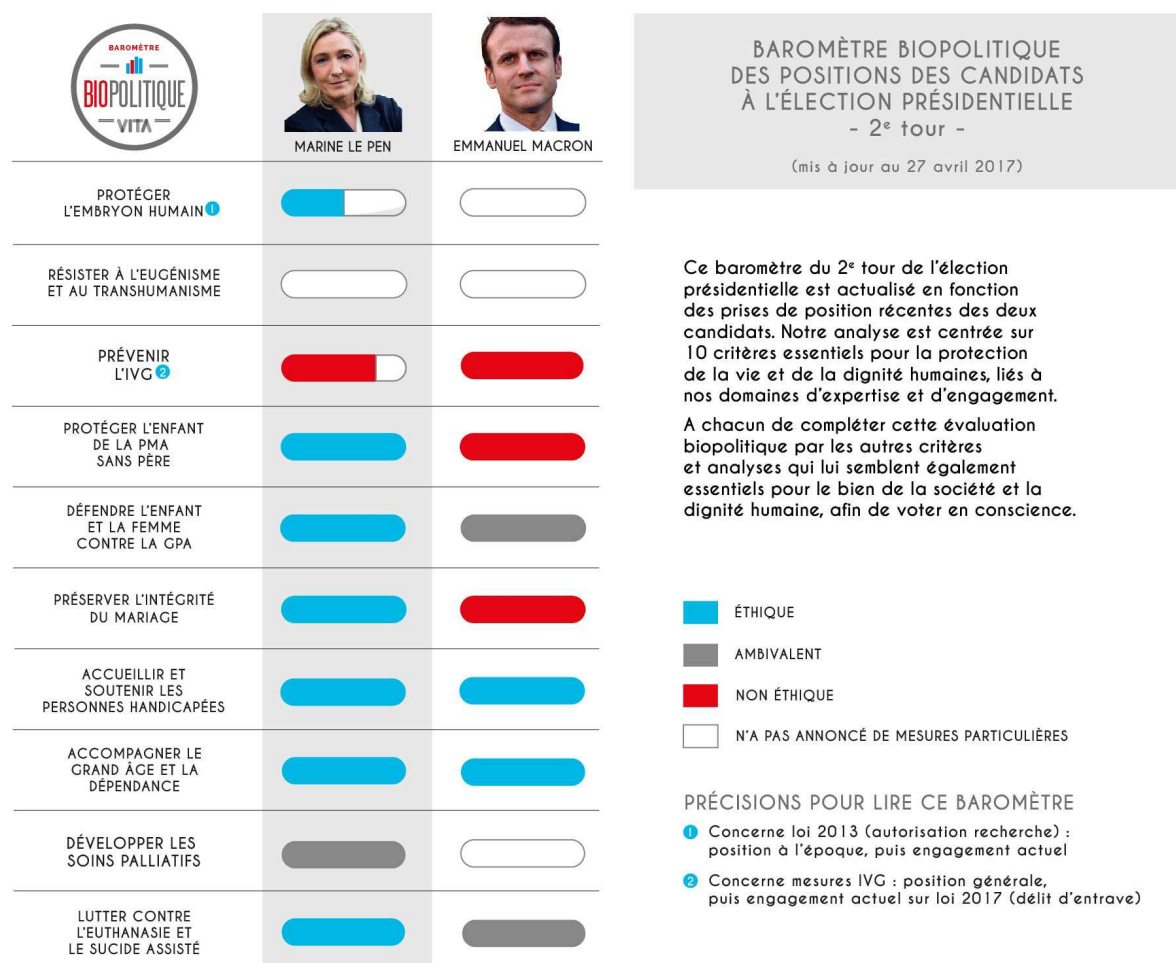 BAROMÈTRE
BIOPOLITIQUE
VITA
MARINE LE PEN
EMMANUEL MACRON
PROTÉGER
L'EMBRYON HUMAIN 1
RÉSISTER À L'EUGÉNISME
ET AU TRANSHUMANISME
PRÉVENIR
L'IVG 2
PROTÉGER L'ENFANT
DE LA PMA
SANS PÈRE
DÉFENDRE L'ENFANT
ET LA FEMME
CONTRE LA GPA
PRÉSERVER L'INTÉGRITÉ
DU MARIAGE
ACCUEILLIR ET
SOUTENIR LES
PERSONNES HANDICAPÉES
ACCOMPAGNER LE
GRAND ÂGE ET LA
DÉPENDANCE
DÉVELOPPER LES
SOINS PALLIATIFS
LUTTER CONTRE
L'EUTHANASIE ET
LE SUCIDE ASSISTÉ
BAROMÈTRE BIOPOLITIQUE
DES POSITIONS DES CANDIDATS
À L'ÉLECTION PRÉSIDENTIELLE
- 2e tour -
(mis à jour au 27 avril 2017)
Ce baromètre du 2e tour de l'élection
présidentielle est actualisé en fonction
des prises de position récentes des deux
candidats. Notre analyse est centrée sur
10 critères essentiels pour la protection
de la vie et de la dignité humaines, liés à
nos domaines d'expertise et d'engagement.
A chacun de compléter cette évaluation
biopolitique par les autres critères
et analyses qui lui semblent également
essentiels pour le bien de la société et la
dignité humaine, afin de voter en conscience.
ÉTHIQUE
AMBIVALENT
NON ÉTHIQUE
N'A PAS ANNONCÉ DE MESURES PARTICULIÈRES
PRÉCISIONS POUR LIRE CE BAROMÈTRE
1 Concerne loi 2013 (autorisation recherche) :
position à l'époque, puis engagement actuel
2 Concerne mesures IVG : position générale,
puis engagement actuel sur loi 2017 (délit d'entrave)